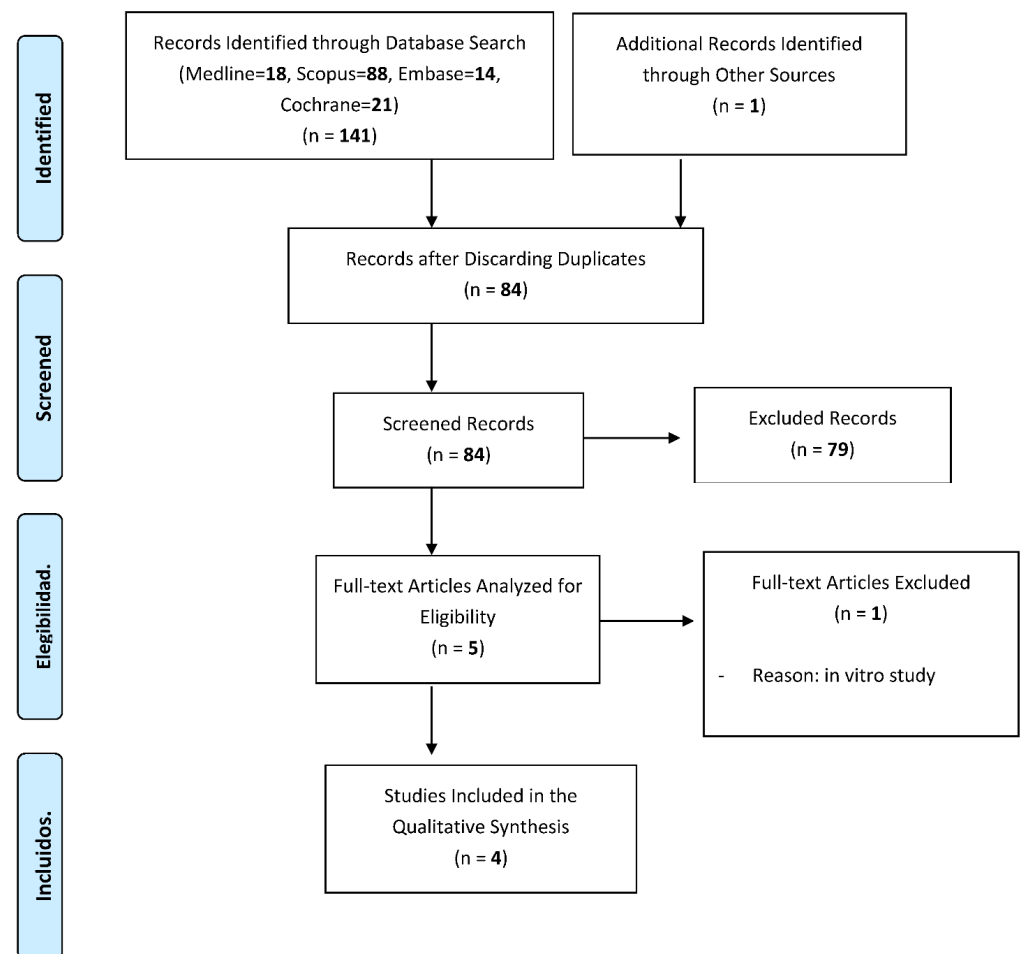 Identified
Records Identified through Database Search
(Medline=18, Scopus=88, Embase=14,
Cochrane=21)
(n = 141)
Additional Records Identified
through Other Sources
(n = 1)
Records after Discarding Duplicates
(n = 84)
Screened
Screened Records
(n = 84)
Excluded Records
(n = 79)
Elegibilidad.
Full-text Articles Analyzed for
Eligibility
(n = 5)
Full-text Articles Excluded
(n = 1)
- Reason: in vitro study
Incluidos.
Studies Included in the
Qualitative Synthesis
(n = 4)